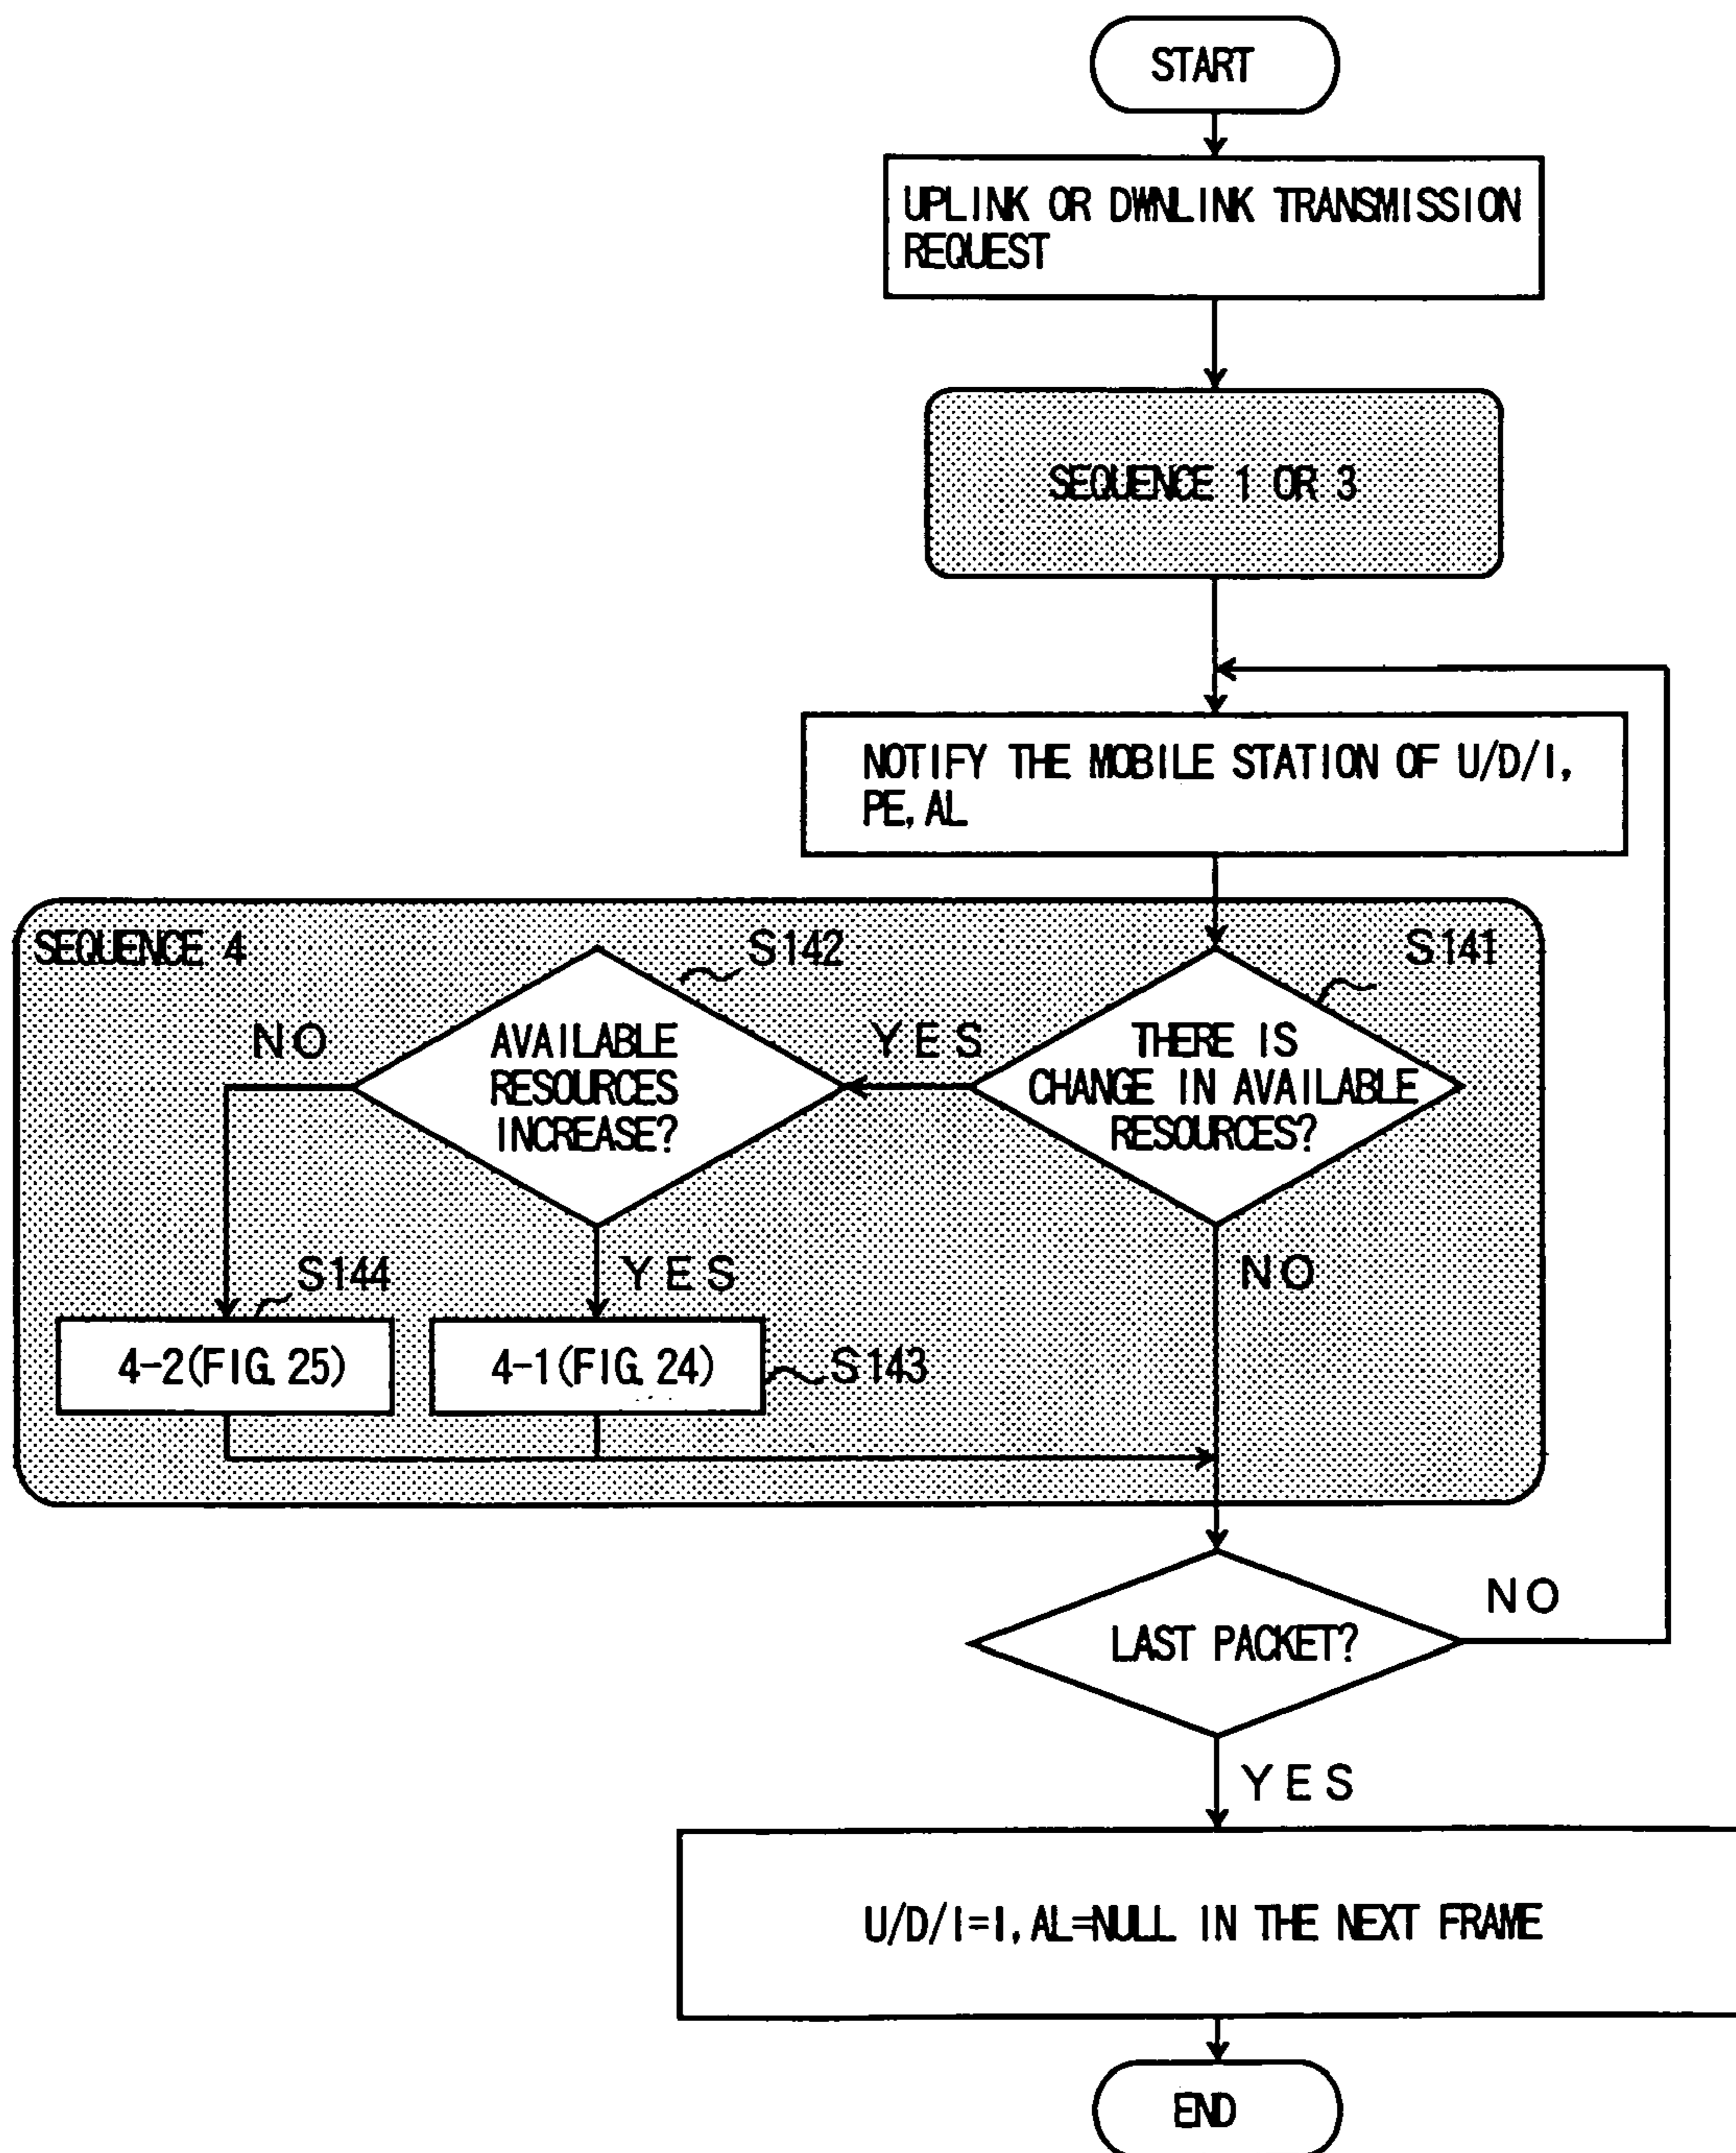 START
UPLINK OR DWNLINK TRANSMISSION
REQUEST
SEQUENCE 1 OR 3
NOTIFY THE MOBILE STATION OF U/D/I,
PE, AL
SEQUENCE 4
S142
S141
NO
AVAILABLE
RESOURCES
INCREASE?
YES
THERE IS
CHANGE IN AVAILABLE
RESOURCES?
S144
YES
NO
4-2(FIG. 25)
4-1(FIG. 24)
S143
LAST PACKET?
NO
YES
U/D/I=I, AL=NULL IN THE NEXT FRAME
END